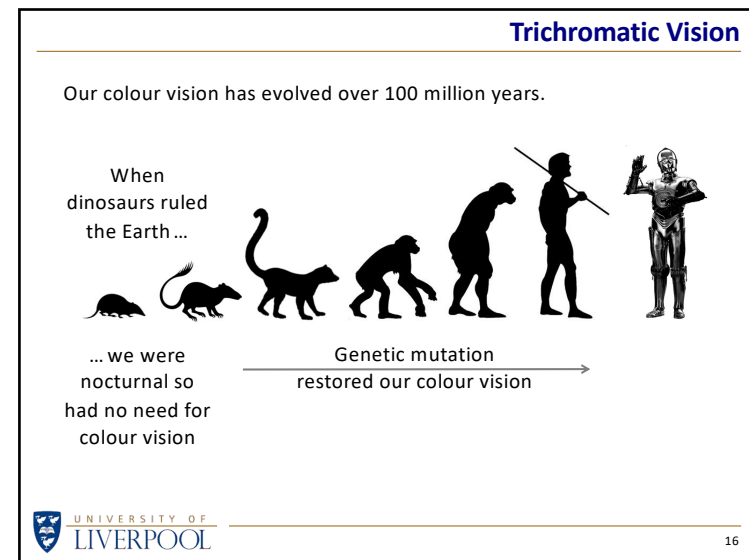 Trichromatic Vision
Our colour vision has evolved over 100 million years.
When
dinosaurs ruled
the Earth ...
... we were
nocturnal so
had no need for
colour vision
Genetic mutation
restored our colour vision
UNIVERSITY OF
LIVERPOOL
16